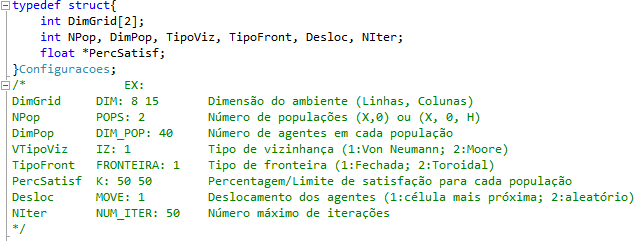 typedef struct{
    int DimGrid[2];
    int NPop, DimPop, TipoViz, TipoFront, Desloc, NIter;
    float *PercSatisf;
}Configuracoes;
/*              EX:
DimGrid     DIM: 8 15       Dimensão do ambiente (Linhas, Colunas)
NPop        POPS: 2         Número de populações (X,0) ou (X, 0, H)
DimPop      DIM_POP: 40     Número de agentes em cada população
VTipoViz    IZ: 1           Tipo de vizinhança (1:Von Neumann; 2:Moore)
TipoFront   FRONTEIRA: 1    Tipo de fronteira (1:Fechada; 2:Toroidal)
PercSatisf  K: 50 50        Percentagem/Limite de satisfação para cada população
Desloc      MOVE: 1         Deslocamento dos agentes (1:célula mais próxima; 2:aleatório)
NIter       NUM_ITER: 50    Número máximo de iterações
*/